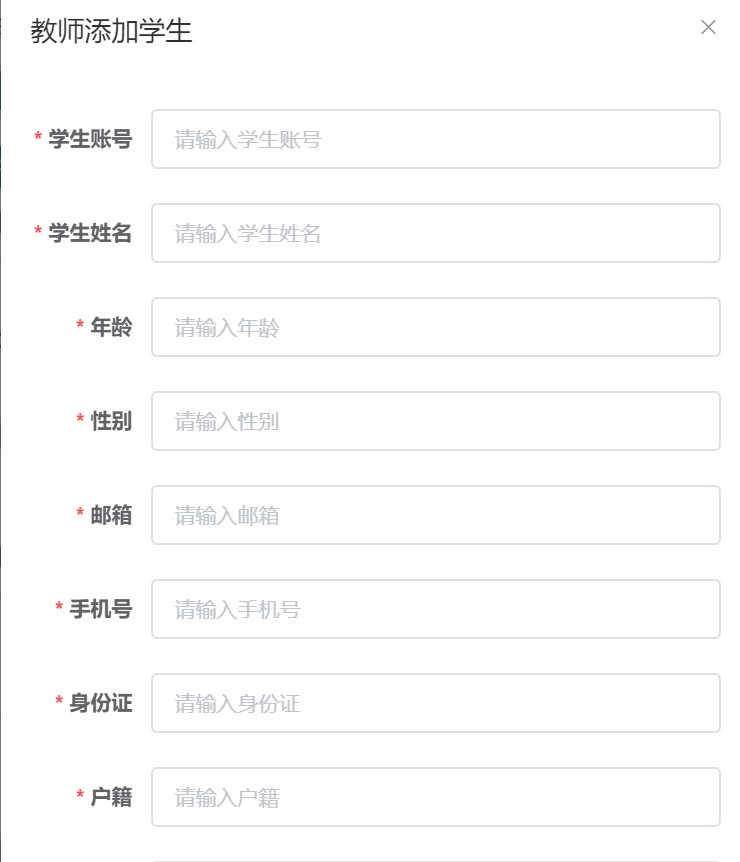 教师添加学生
* 学生账号 请输入学生账号
* 学生姓名 请输入学生姓名
* 年龄 请输入年龄
* 性别 请输入性别
* 邮箱 请输入邮箱
* 手机号 请输入手机号
* 身份证 请输入身份证
* 户籍 请输入户籍